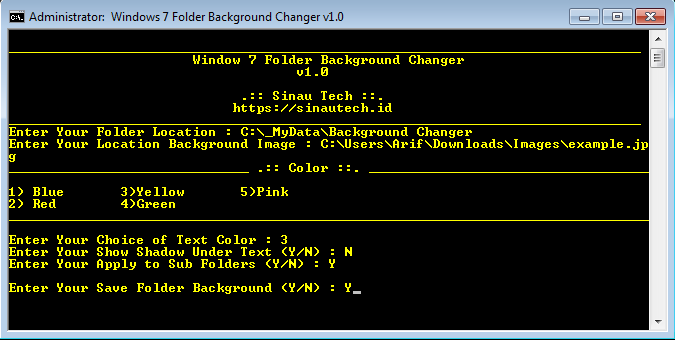 Administrator: Windows 7 Folder Background Changer v1.0
Window 7 Folder Background Changer
v1.0
.:: Sinau Tech ::.
https://sinautech.id
Enter Your Folder Location : C:\_MyData\Background Changer
Enter Your Location Background Image : C:\Users\Arif\Downloads\Images\example.jp
g
.:: Color ::.
1) Blue 3)Yellow 5)Pink
2) Red 4)Green
Enter Your Choice of Text Color : 3
Enter Your Show Shadow Under Text (Y/N) : N
Enter Your Apply to Sub Folders (Y/N) : Y
Enter Your Save Folder Background (Y/N) : Y_